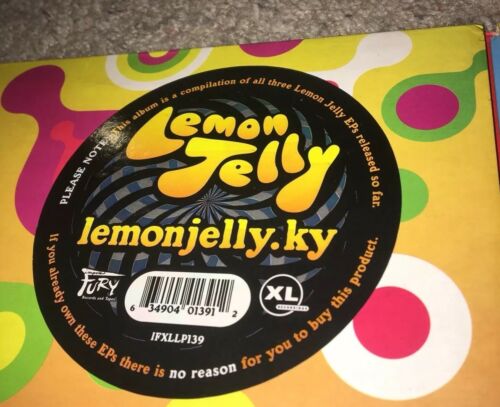 PLEASE NOTE: This album is a compilation of all three Lemon Jelly EPs released so far.
Lemon
Jelly
lemonjelly.ky
FURY
Records and Tapes
6 34904 01391 2
XL
RECORDINGS
IFXLLP139
If you already own these EPs there is no reason for you to buy this product.